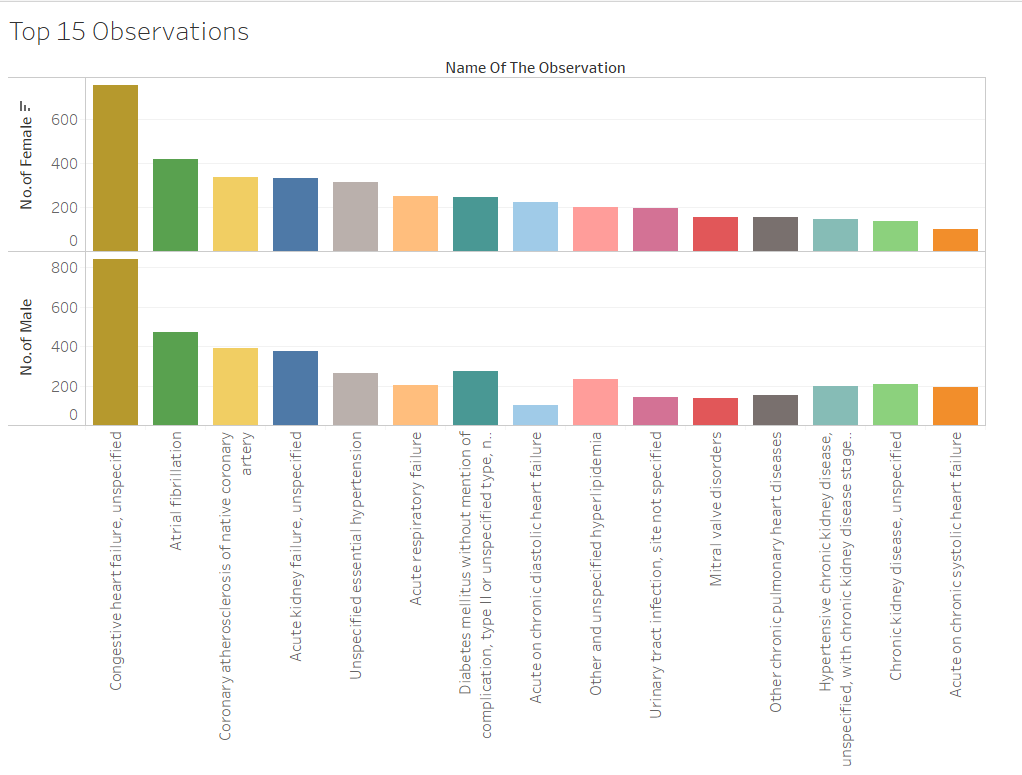 Top 15 Observations
Name Of The Observation
No.of Female
600
400
200
0
No.of Male
800
600
400
200
0
Congestive heart failure, unspecified
Atrial fibrillation
Coronary atherosclerosis of native coronary
artery
Acute kidney failure, unspecified
Unspecified essential hypertension
Acute respiratory failure
Diabetes mellitus without mention of
complication, type II or unspecified type, n..
Acute on chronic diastolic heart failure
Other and unspecified hyperlipidemia
Urinary tract infection, site not specified
Mitral valve disorders
Other chronic pulmonary heart diseases
Hypertensive chronic kidney disease,
unspecified, with chronic kidney disease stage..
Chronic kidney disease, unspecified
Acute on chronic systolic heart failure